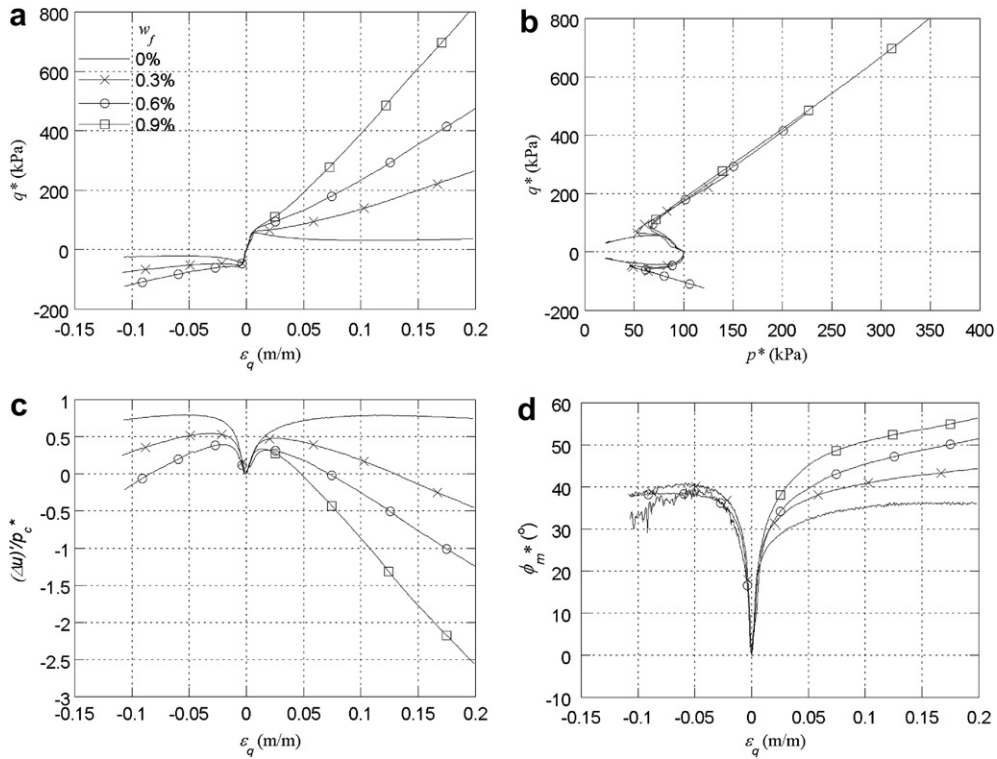 a
800
600
400
200
0
-200
q* (kPa)
w_f
0%
0.3%
0.6%
0.9%
-0.15 -0.1 -0.05 0 0.05 0.1 0.15 0.2
ε_q (m/m)
b
800
600
400
200
0
-200
q* (kPa)
0 50 100 150 200 250 300 350 400
p* (kPa)
c
1
0.5
0
-0.5
-1
-1.5
-2
-2.5
-3
(Δu)'/p_c*
-0.15 -0.1 -0.05 0 0.05 0.1 0.15 0.2
ε_q (m/m)
d
60
50
40
30
20
10
0
-10
ϕ_m* (°)
-0.15 -0.1 -0.05 0 0.05 0.1 0.15 0.2
ε_q (m/m)